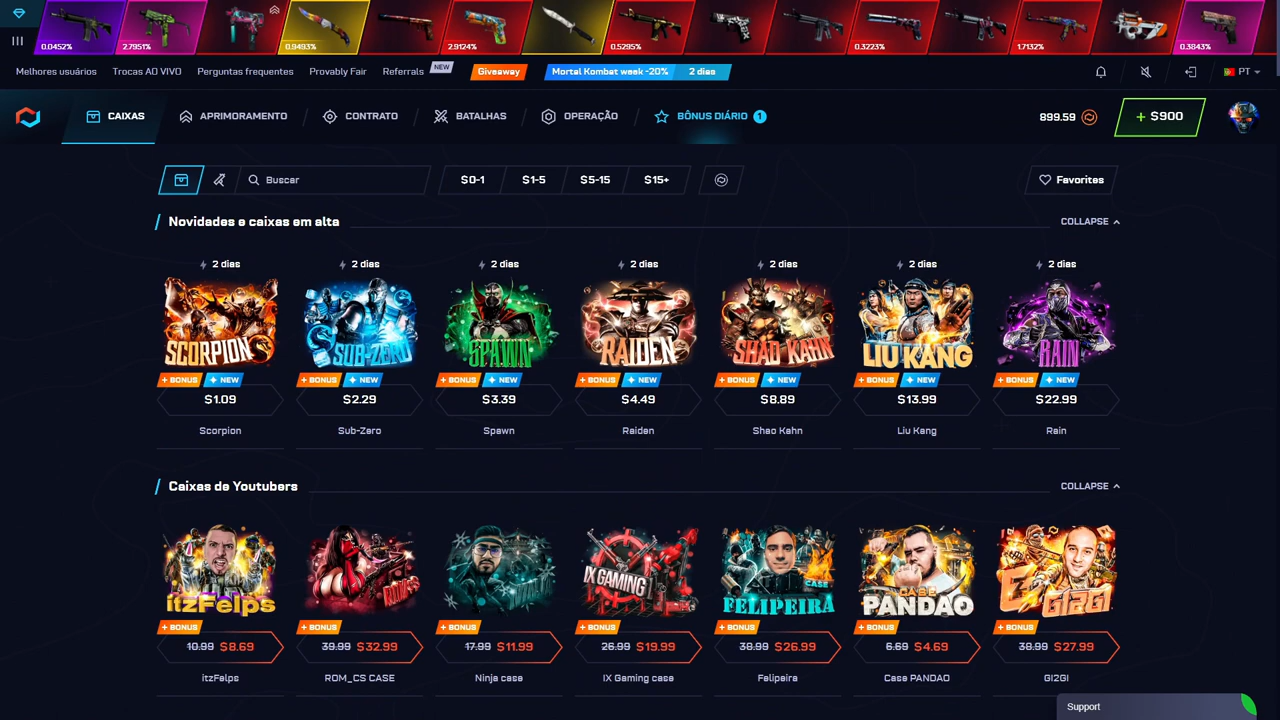 0.0452%
2.7951%
0.9493%
2.9124%
0.5295%
0.3223%
1.7132%
0.3843%
Melhores usuários
Trocas AO VIVO
Perguntas frequentes
Provably Fair
Referrals
NEW
Giveaway
Mortal Kombat week -20%
2 dias
PT
CAIXAS
APRIMORAMENTO
CONTRATO
BATALHAS
OPERAÇÃO
BÔNUS DIÁRIO
1
899.59
+ $900
Buscar
$0-1
$1-5
$5-15
$15+
Favoritos
Novidades e caixas em alta
COLLAPSE
2 dias
2 dias
2 dias
2 dias
2 dias
2 dias
2 dias
SCORPION
SUB-ZERO
SPAWN
RAIDEN
SHAO KAHN
LIU KANG
RAIN
+ BONUS
NEW
+ BONUS
NEW
+ BONUS
NEW
+ BONUS
NEW
+ BONUS
NEW
+ BONUS
NEW
+ BONUS
NEW
$1.09
$2.29
$3.39
$4.49
$8.89
$13.99
$22.99
Scorpion
Sub-Zero
Spawn
Raiden
Shao Kahn
Liu Kang
Rain
Caixas de Youtubers
COLLAPSE
itzFelps
ROM_CS
IX GAMING
CASE
FELIPEIRA
CASE
PANDAO
GI2GI
+ BONUS
+ BONUS
+ BONUS
+ BONUS
+ BONUS
+ BONUS
10.99 $8.69
39.99 $32.99
17.99 $11.99
26.99 $19.99
38.99 $26.99
6.69 $4.69
38.99 $27.99
itzFelps
ROM_CS CASE
Ninja case
IX Gaming case
Felipeira
Case PANDAO
GI2GI
Support